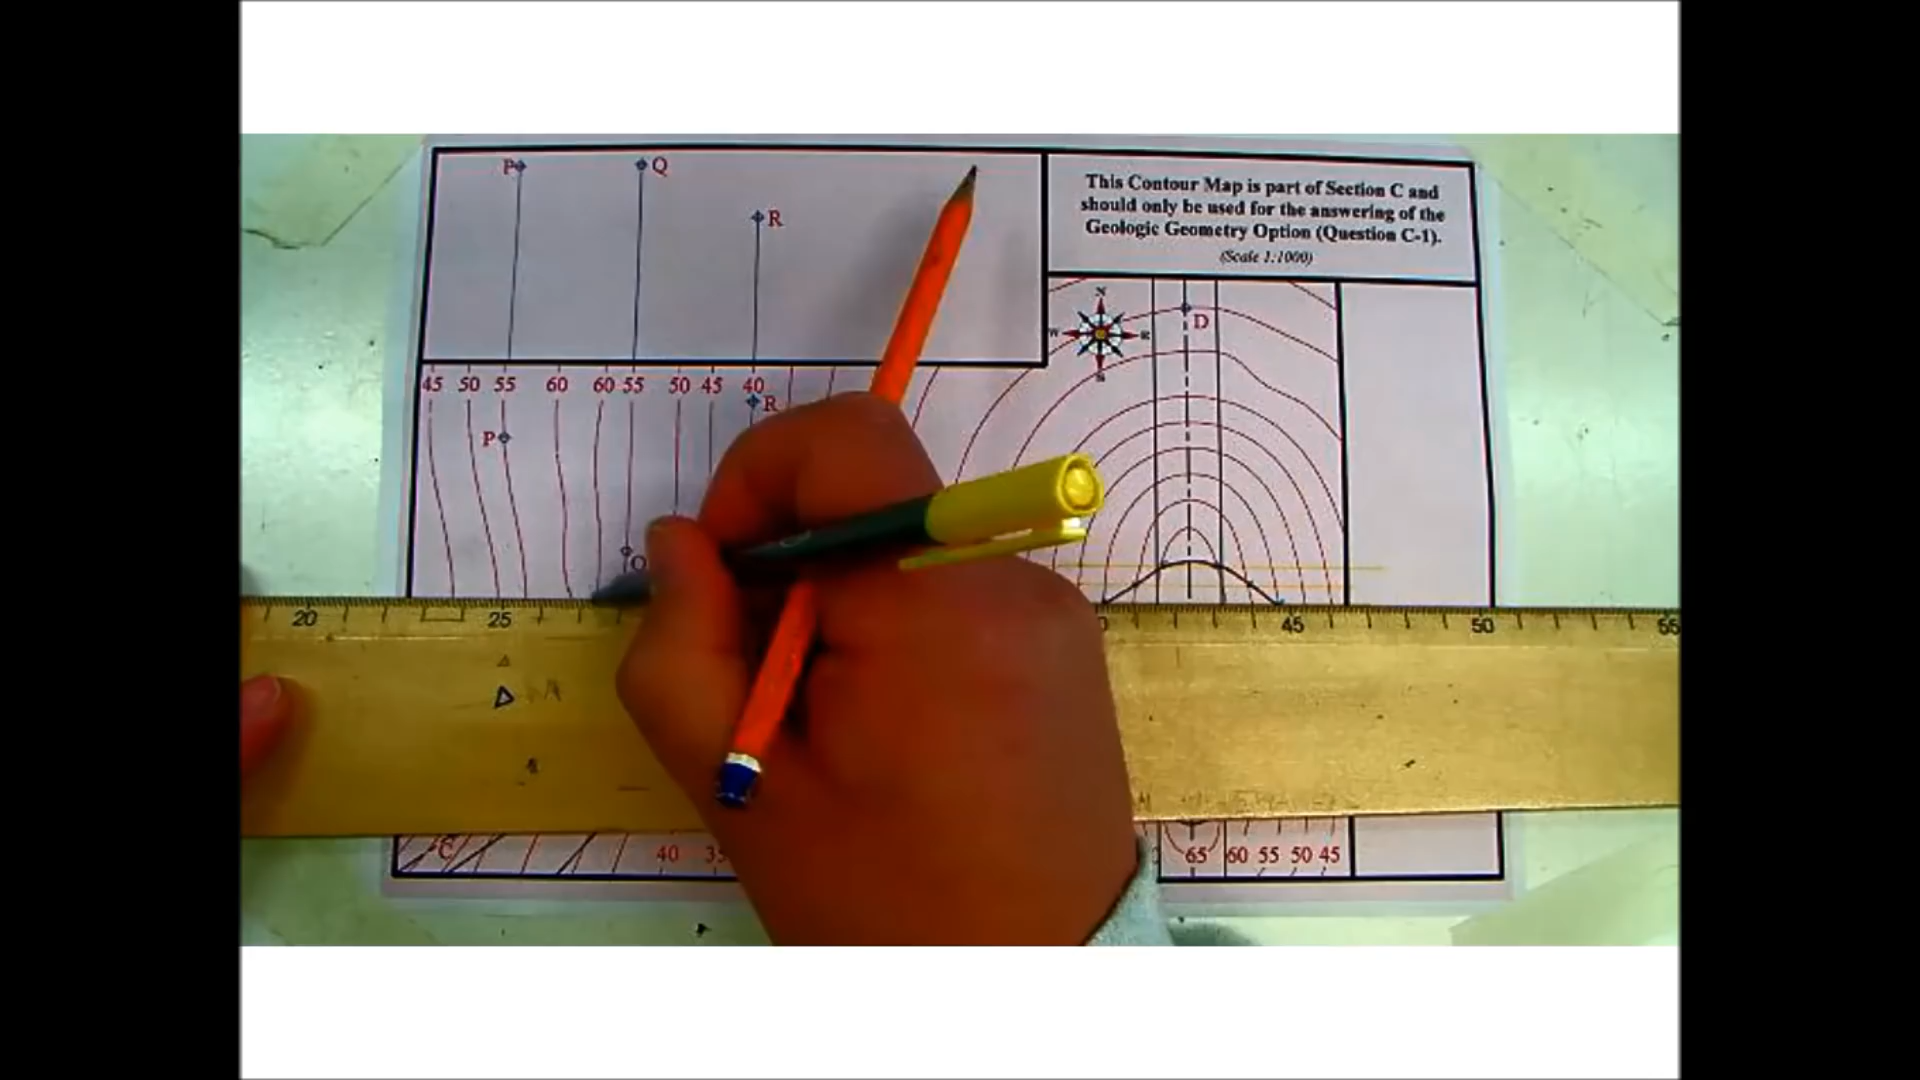 P
Q
R
This Contour Map is part of Section C and
should only be used for the answering of the
Geologic Geometry Option (Question C-1).
(Scale 1:1000)
N
W
S
D
45 50 55 60 60 55 50 45 40
R
P
20 25 45 50 55
C 40 35 65 60 55 50 45